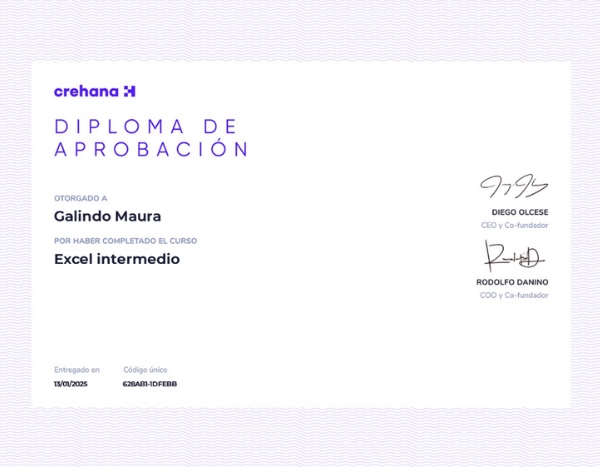 crehana
DIPLOMA DE
APROBACIÓN
OTORGADO A
Galindo Maura
POR HABER COMPLETADO EL CURSO
Excel intermedio
DIEGO OLCESE
CEO y Co-fundador
RODOLFO DANINO
COO y Co-fundador
Entregado en
Código único
13/01/2025
628AB1-1DFEBB